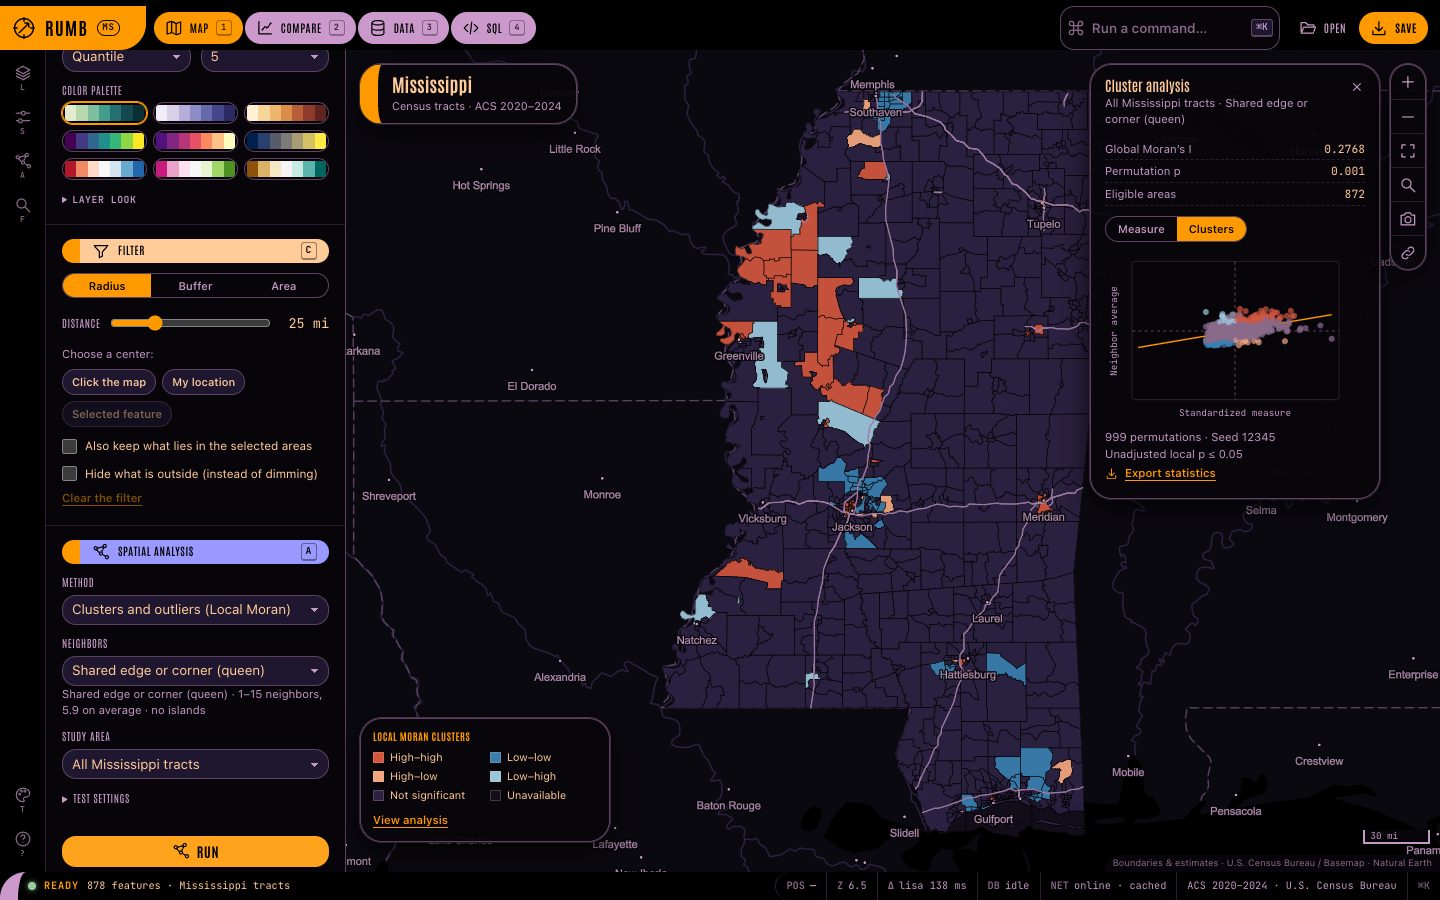 RUMB MS
MAP 1
COMPARE 2
DATA 3
SQL 4
Run a command... ⌘K
OPEN
SAVE
L
S
A
F
T
?
Quantile
5
COLOR PALETTE
LAYER LOOK
FILTER C
Radius
Buffer
Area
DISTANCE 25 mi
Choose a center:
Click the map
My location
Selected feature
Also keep what lies in the selected areas
Hide what is outside (instead of dimming)
Clear the filter
SPATIAL ANALYSIS A
METHOD
Clusters and outliers (Local Moran)
NEIGHBORS
Shared edge or corner (queen)
Shared edge or corner (queen) · 1–15 neighbors,
5.9 on average · no islands
STUDY AREA
All Mississippi tracts
TEST SETTINGS
RUN
Mississippi
Census tracts · ACS 2020–2024
Memphis
Southaven
Little Rock
Hot Springs
Pine Bluff
Tupelo
arkana
Greenville
El Dorado
Shreveport
Monroe
Vicksburg
Jackson
Meridian
Selma
Montgomery
Natchez
Laurel
Alexandria
Hattiesburg
Enterprise
Mobile
Crestview
Baton Rouge
Pensacola
Slidell
Gulfport
Lafayette
mont
Panam
LOCAL MORAN CLUSTERS
High–high
Low–low
High–low
Low–high
Not significant
Unavailable
View analysis
Cluster analysis
All Mississippi tracts · Shared edge or
corner (queen)
Global Moran's I 0.2768
Permutation p 0.001
Eligible areas 872
Measure
Clusters
Neighbor average
Standardized measure
999 permutations · Seed 12345
Unadjusted local p ≤ 0.05
Export statistics
ALABAMA
30 mi
Boundaries & estimates · U.S. Census Bureau / Basemap · Natural Earth
READY 878 features · Mississippi tracts
POS —
Z 6.5
Δ lisa 138 ms
DB idle
NET online · cached
ACS 2020–2024 · U.S. Census Bureau
⌘K